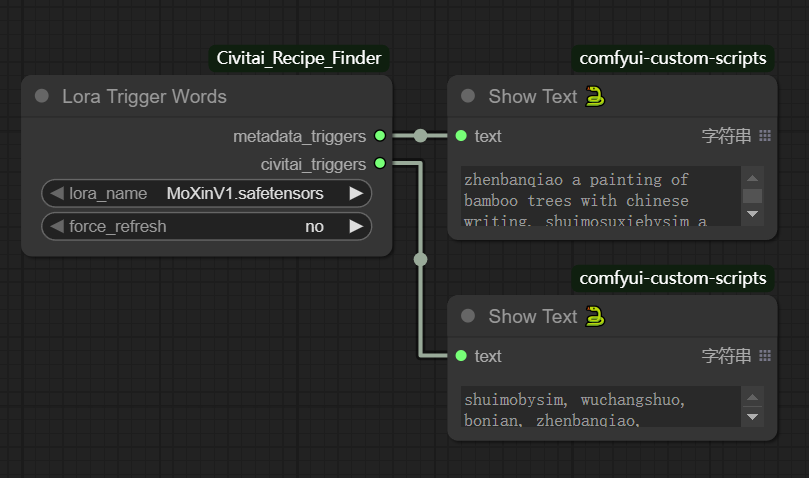 Civitai_Recipe_Finder
Lora Trigger Words
metadata_triggers
civitai_triggers
lora_name MoXinV1.safetensors
force_refresh no
comfyui-custom-scripts
Show Text 🐍
text 字符串
zhenbanqiao a painting of
bamboo trees with chinese
writing, shuimosuxiebysim a
comfyui-custom-scripts
Show Text 🐍
text 字符串
shuimobysim, wuchangshuo,
bonian, zhenbanqiao,